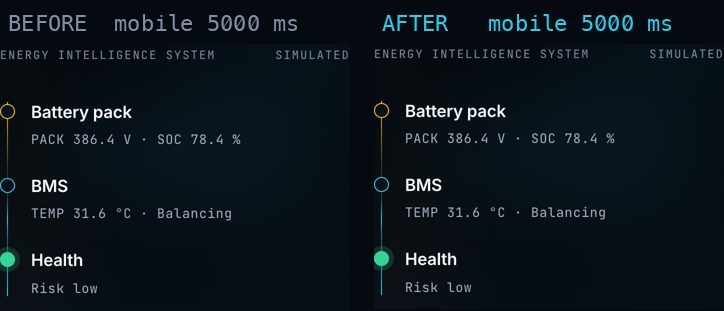 BEFORE mobile 5000 ms
ENERGY INTELLIGENCE SYSTEM SIMULATED
Battery pack
PACK 386.4 V · SOC 78.4 %
BMS
TEMP 31.6 °C · Balancing
Health
Risk low
AFTER mobile 5000 ms
ENERGY INTELLIGENCE SYSTEM SIMULATED
Battery pack
PACK 386.4 V · SOC 78.4 %
BMS
TEMP 31.6 °C · Balancing
Health
Risk low